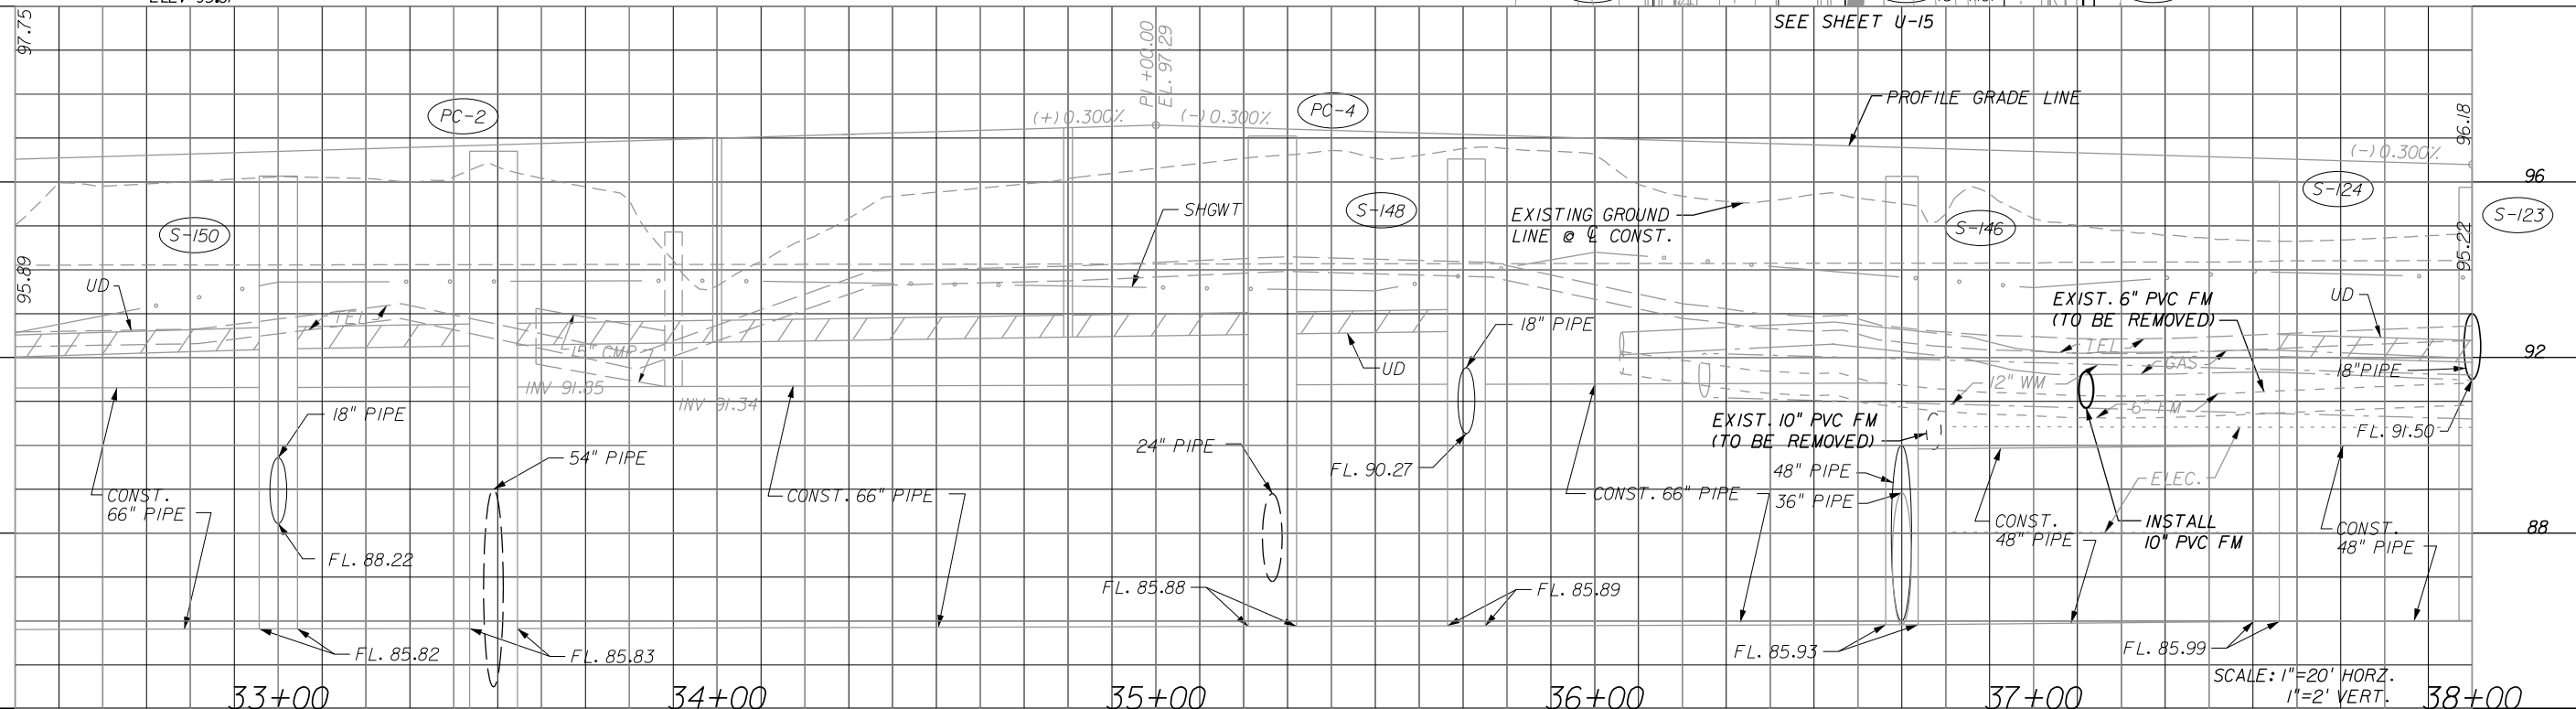 97.75
SEE SHEET U-15
PI +00.00
EL. 97.29
PC-2
(+) 0.300%
(-) 0.300%
PC-4
PROFILE GRADE LINE
96.18
(-) 0.300%
96
S-150
SHGWT
S-148
EXISTING GROUND
LINE @ ℄ CONST.
S-146
S-124
S-123
95.89
95.22
UD
TEL
15" CMP
INV 91.85
INV 91.34
UD
18" PIPE
EXIST. 6" PVC FM
(TO BE REMOVED)
UD
TEL
GAS
92
18"PIPE
12" WM
6" FM
18" PIPE
EXIST. 10" PVC FM
(TO BE REMOVED)
FL. 91.50
54" PIPE
24" PIPE
FL. 90.27
48" PIPE
36" PIPE
ELEC.
CONST.
66" PIPE
CONST. 66" PIPE
CONST. 66" PIPE
CONST.
48" PIPE
INSTALL
10" PVC FM
CONST.
48" PIPE
88
FL. 88.22
FL. 85.88
FL. 85.89
FL. 85.82
FL. 85.83
FL. 85.93
FL. 85.99
SCALE: 1"=20' HORZ.
1"=2' VERT.
33+00
34+00
35+00
36+00
37+00
38+00